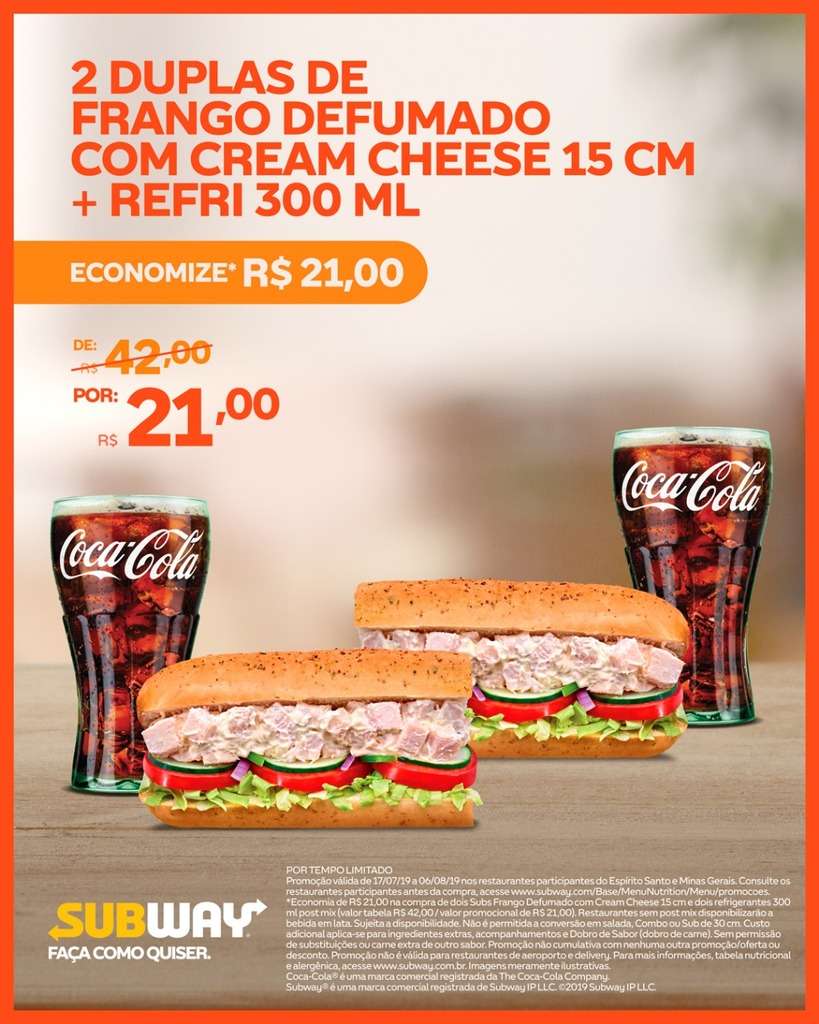 2 DUPLAS DE
FRANGO DEFUMADO
COM CREAM CHEESE 15 CM
+ REFRI 300 ML
ECONOMIZE* R$ 21,00
DE:
R$ 42,00
POR:
R$ 21,00
Coca-Cola
Coca-Cola
POR TEMPO LIMITADO
Promoção válida de 17/07/19 a 06/08/19 nos restaurantes participantes do Espírito Santo e Minas Gerais. Consulte os
restaurantes participantes antes da compra, acesse www.subway.com/Base/MenuNutrition/Menu/promocoes.
*Economia de R$ 21,00 na compra de dois Subs Frango Defumado com Cream Cheese 15 cm e dois refrigerantes 300
ml post mix (valor tabela R$ 42,00 / valor promocional de R$ 21,00). Restaurantes sem post mix disponibilizarão a
bebida em lata. Sujeita a disponibilidade. Não é permitida a conversão em salada, Combo ou Sub de 30 cm. Custo
adicional aplica-se para ingredientes extras, acompanhamentos e Dobro de Sabor (dobro de carne). Sem permissão
de substituições ou carne extra de outro sabor. Promoção não cumulativa com nenhuma outra promoção/oferta ou
desconto. Promoção não é válida para restaurantes de aeroporto e delivery. Para mais informações, tabela nutricional
e alergênica, acesse www.subway.com.br. Imagens meramente ilustrativas.
Coca-Cola® é uma marca comercial registrada da The Coca-Cola Company.
Subway® é uma marca comercial registrada de Subway IP LLC. ©2019 Subway IP LLC.
SUBWAY®
FAÇA COMO QUISER.